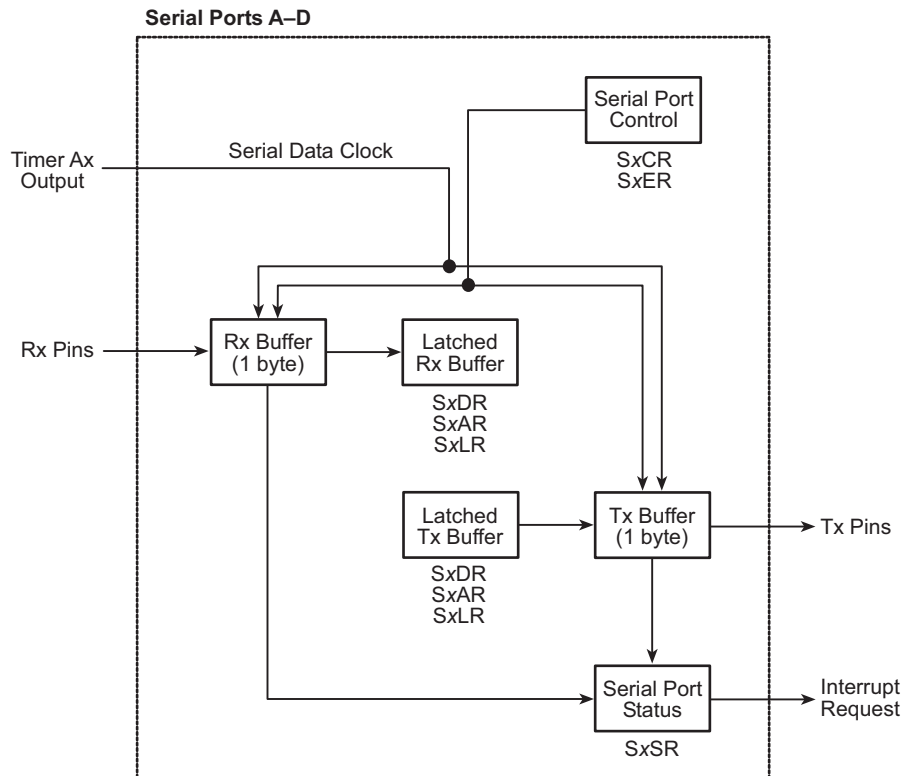 Serial Ports A–D
Serial Port
Control
SxCR
SxER
Serial Data Clock
Timer Ax
Output
Rx Pins
Rx Buffer
(1 byte)
Latched
Rx Buffer
SxDR
SxAR
SxLR
Latched
Tx Buffer
SxDR
SxAR
SxLR
Tx Buffer
(1 byte)
Tx Pins
Serial Port
Status
SxSR
Interrupt
Request